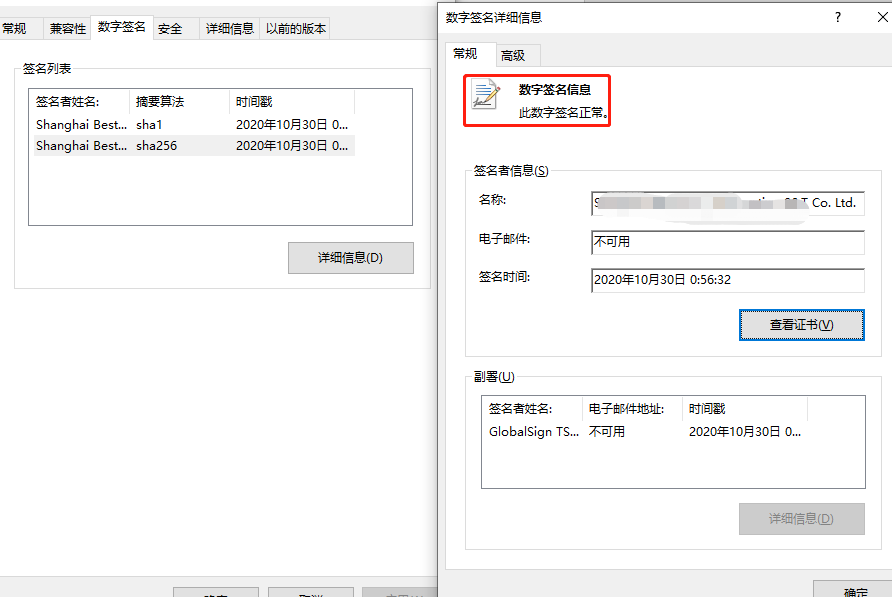 常规 兼容性 数字签名 安全 详细信息 以前的版本
签名列表
签名者姓名: 摘要算法 时间戳
Shanghai Best... sha1 2020年10月30日 0...
Shanghai Best... sha256 2020年10月30日 0...
详细信息(D)
数字签名详细信息 ?
常规 高级
数字签名信息
此数字签名正常。
签名者信息(S)
名称: Co. Ltd.
电子邮件: 不可用
签名时间: 2020年10月30日 0:56:32
查看证书(V)
副署(U)
签名者姓名: 电子邮件地址: 时间戳
GlobalSign TS... 不可用 2020年10月30日 0...
详细信息(D)
确定